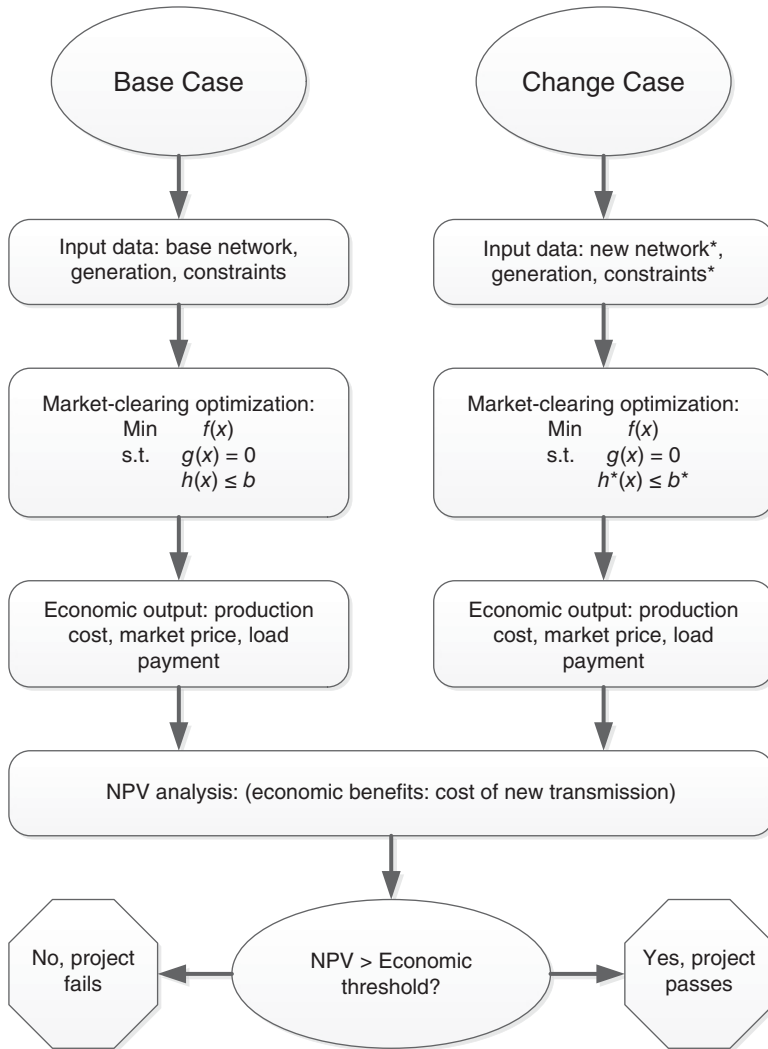 Base Case
Change Case
Input data: base network,
generation, constraints
Input data: new network*,
generation, constraints*
Market-clearing optimization:
Min f(x)
s.t. g(x) = 0
h(x) ≤ b
Market-clearing optimization:
Min f(x)
s.t. g(x) = 0
h*(x) ≤ b*
Economic output: production
cost, market price, load
payment
Economic output: production
cost, market price, load
payment
NPV analysis: (economic benefits: cost of new transmission)
No, project
fails
NPV > Economic
threshold?
Yes, project
passes